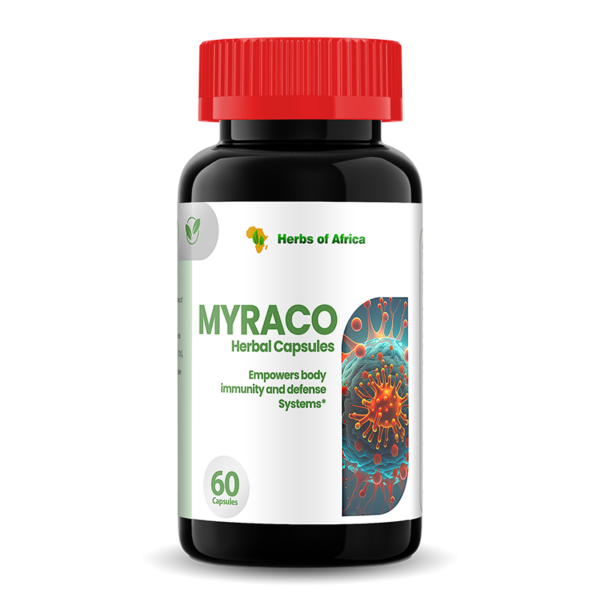 Herbs of Africa
MYRACO
Herbal Capsules
Empowers body
immunity and defense
Systems*
60
Capsules